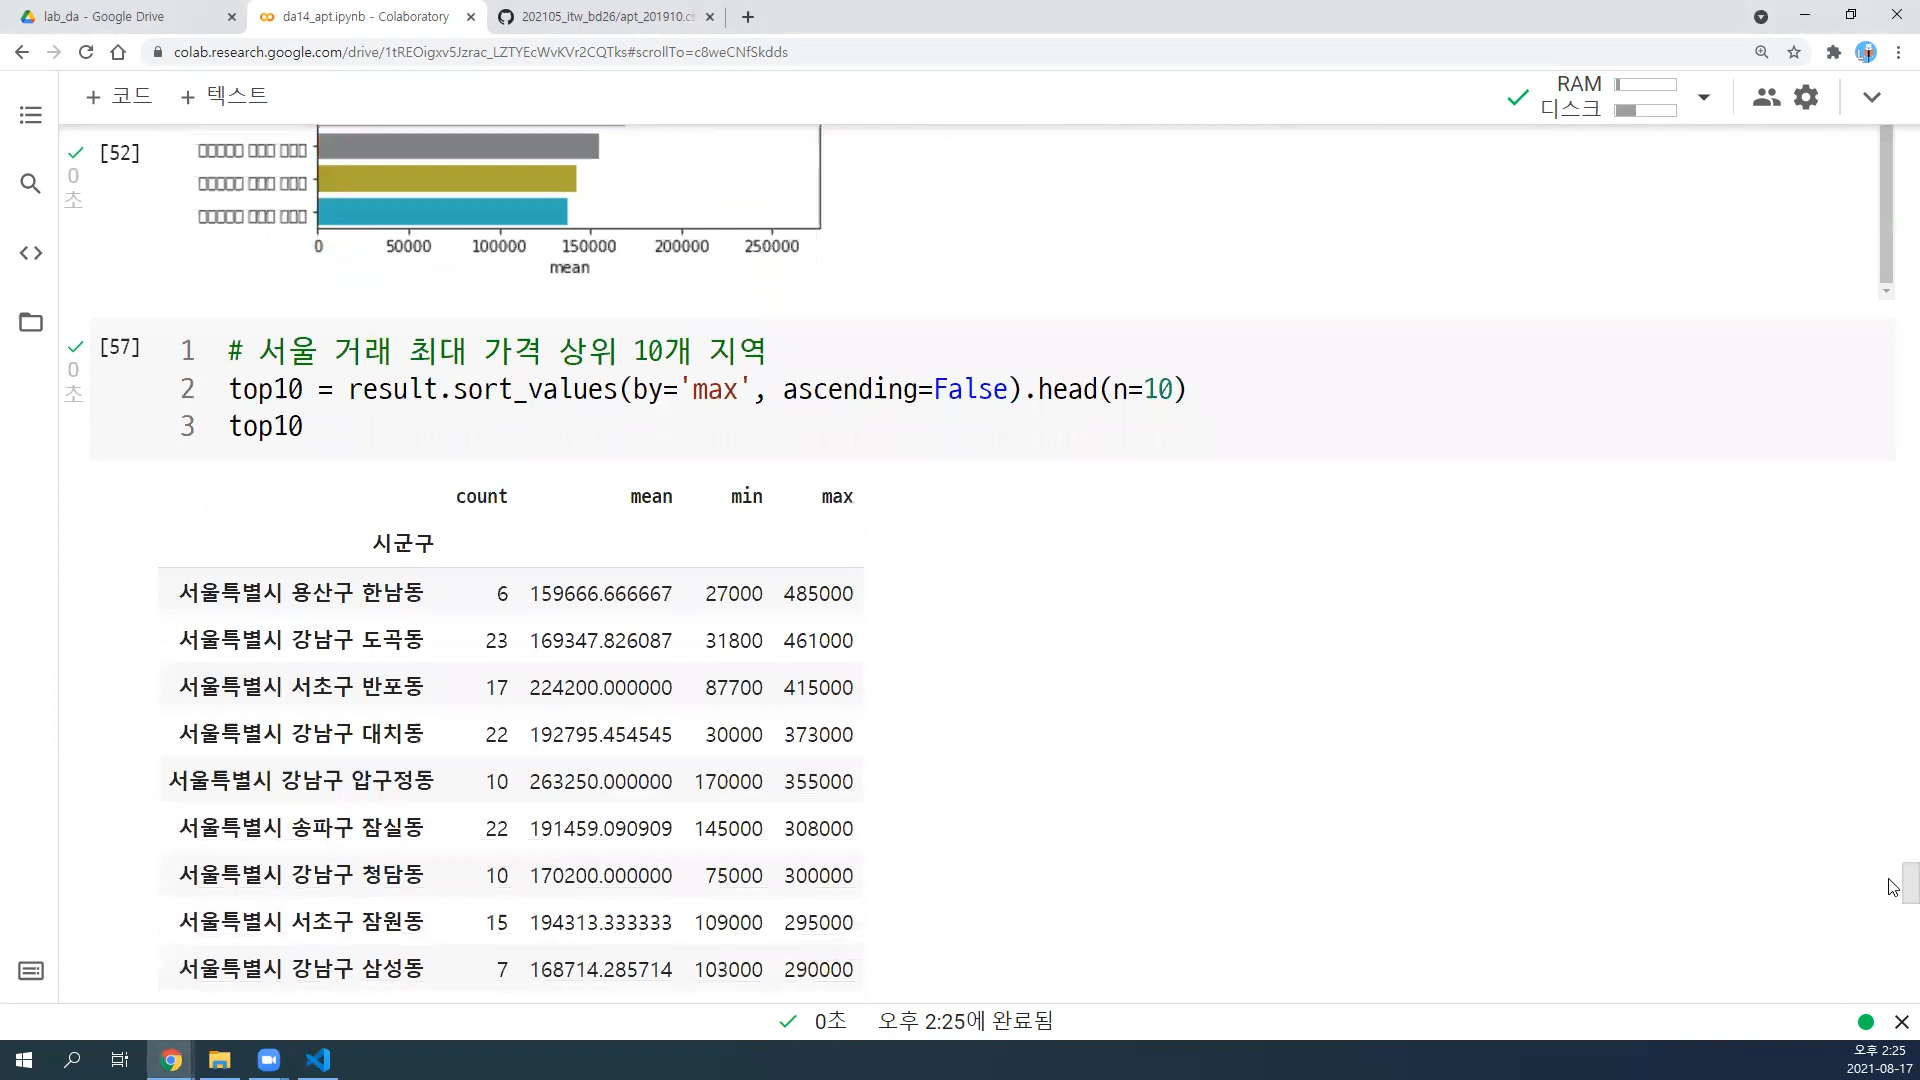 lab_da - Google Drive
da14_apt.ipynb - Colaboratory
202105_itw_bd26/apt_201910.cs
colab.research.google.com/drive/1tREOigxv5Jzrac_LZTYEcWvKVr2CQTks#scrollTo=c8weCNfSkdds
+ 코드 + 텍스트
RAM
디스크
[52]
0
초
0 50000 100000 150000 200000 250000
mean
[57]
0
초
1 # 서울 거래 최대 가격 상위 10개 지역
2 top10 = result.sort_values(by='max', ascending=False).head(n=10)
3 top10
count mean min max
시군구
서울특별시 용산구 한남동 6 159666.666667 27000 485000
서울특별시 강남구 도곡동 23 169347.826087 31800 461000
서울특별시 서초구 반포동 17 224200.000000 87700 415000
서울특별시 강남구 대치동 22 192795.454545 30000 373000
서울특별시 강남구 압구정동 10 263250.000000 170000 355000
서울특별시 송파구 잠실동 22 191459.090909 145000 308000
서울특별시 강남구 청담동 10 170200.000000 75000 300000
서울특별시 서초구 잠원동 15 194313.333333 109000 295000
서울특별시 강남구 삼성동 7 168714.285714 103000 290000
0초 오후 2:25에 완료됨
오후 2:25
2021-08-17